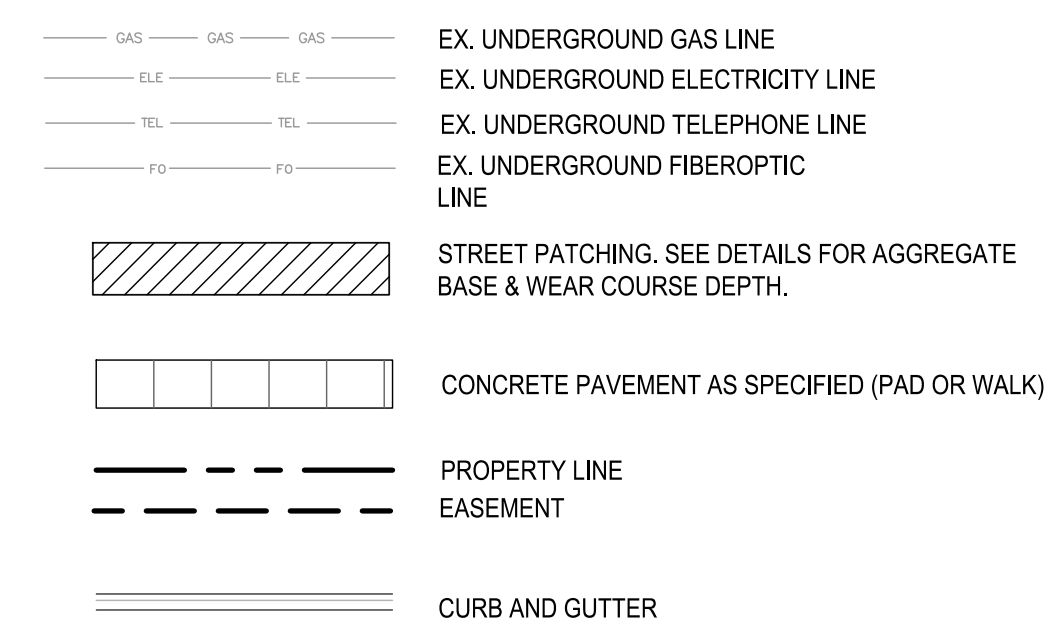 GAS GAS GAS EX. UNDERGROUND GAS LINE
ELE ELE EX. UNDERGROUND ELECTRICITY LINE
TEL TEL EX. UNDERGROUND TELEPHONE LINE
FO FO EX. UNDERGROUND FIBEROPTIC
LINE
STREET PATCHING. SEE DETAILS FOR AGGREGATE
BASE & WEAR COURSE DEPTH.
CONCRETE PAVEMENT AS SPECIFIED (PAD OR WALK)
PROPERTY LINE
EASEMENT
CURB AND GUTTER